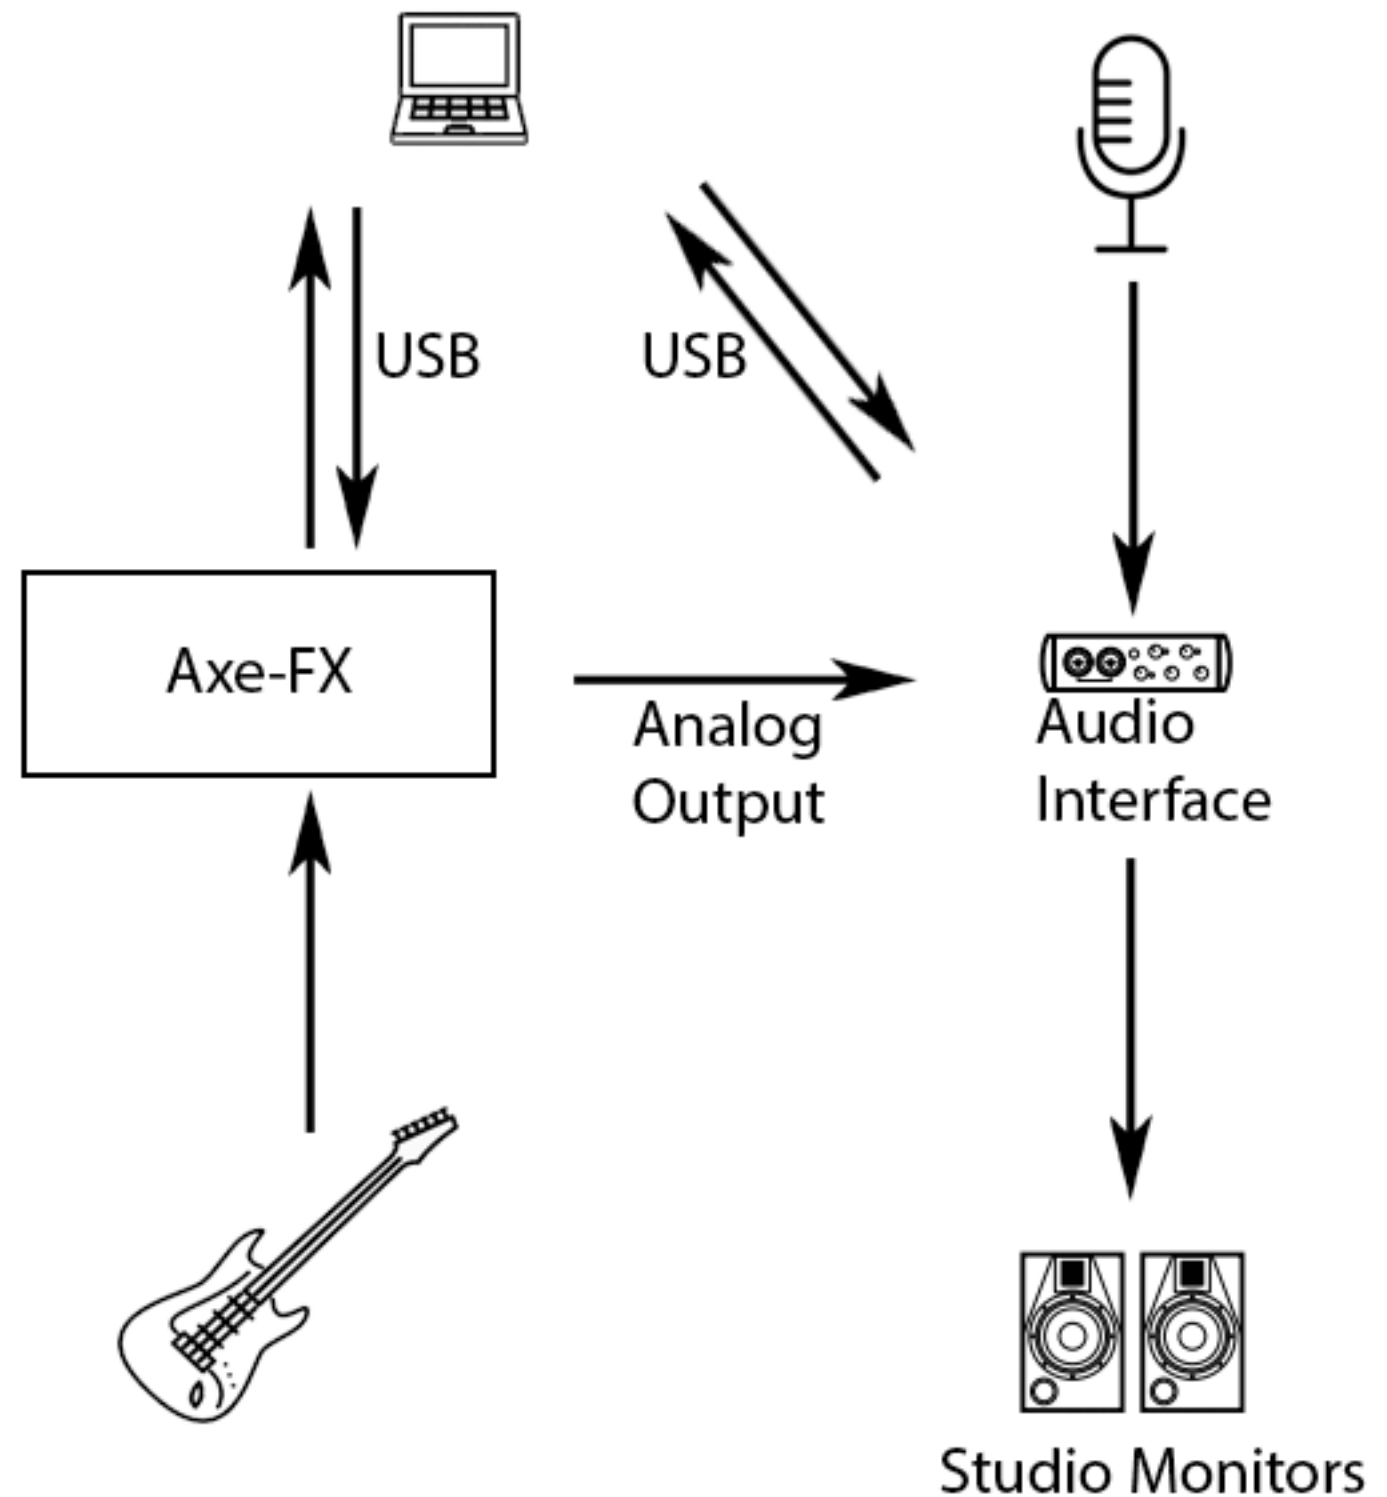 USB
USB
Axe-FX
Analog
Output
Audio
Interface
Studio Monitors